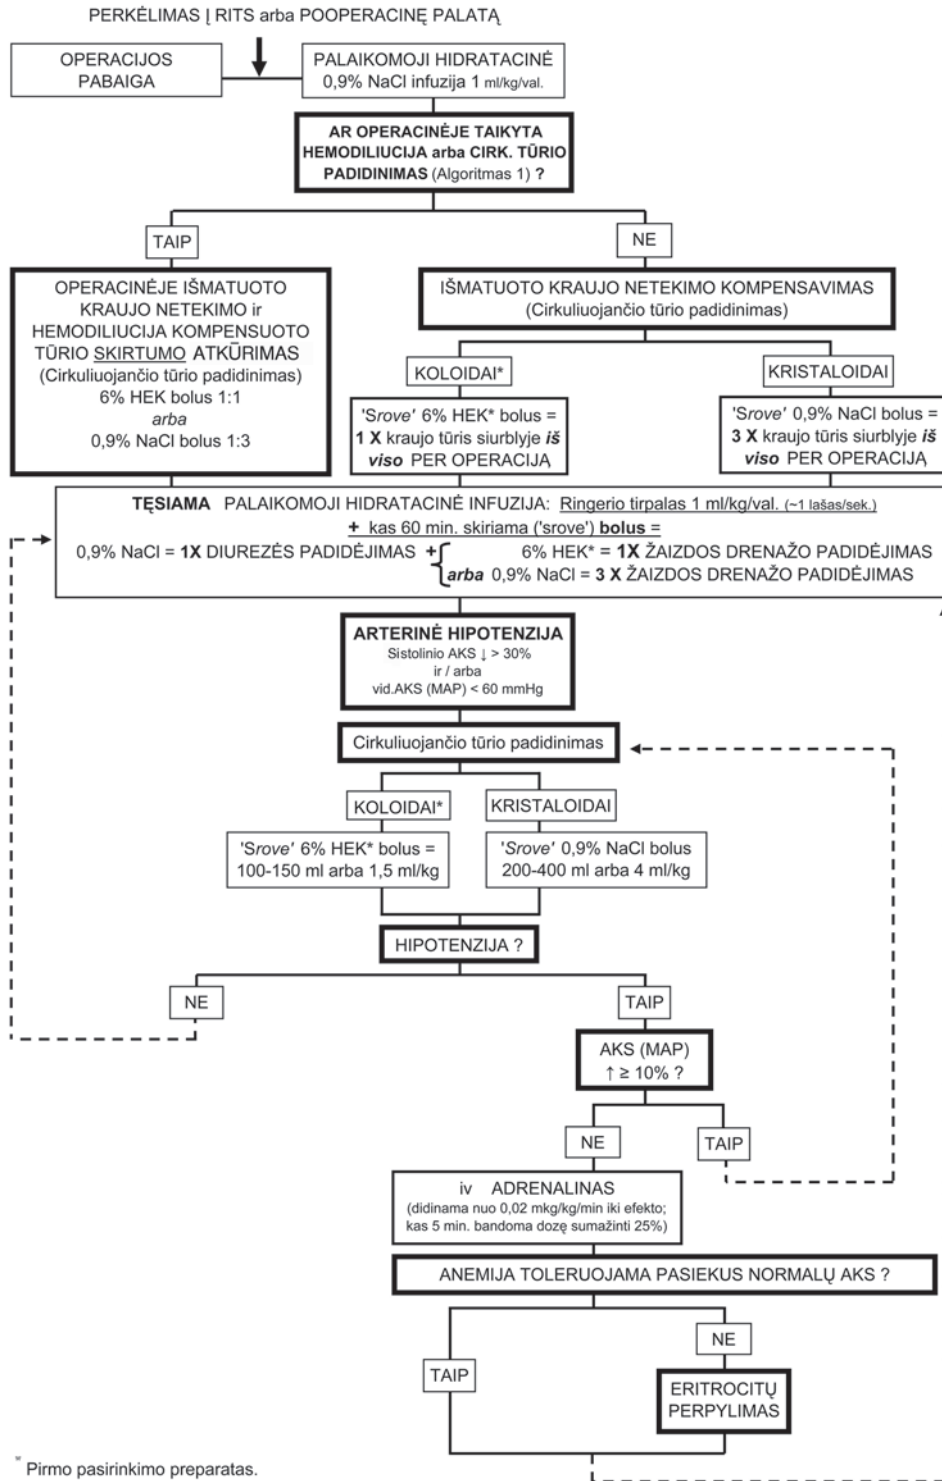 PERKĖLIMAS Į RITS arba POOPERACINĘ PALATĄ
OPERACIJOS
PABAIGA
PALAIKOMOJI HIDRATACINĖ
0,9% NaCl infuzija 1 ml/kg/val.
AR OPERACINĖJE TAIKYTA
HEMODILIUCIJA arba CIRK. TŪRIO
PADIDINIMAS (Algoritmas 1) ?
TAIP
NE
OPERACINĖJE IŠMATUOTO
KRAUJO NETEKIMO ir
HEMODILIUCIJA KOMPENSUOTO
TŪRIO SKIRTUMO ATKŪRIMAS
(Cirkuliuojančio tūrio padidinimas)
6% HEK bolus 1:1
arba
0,9% NaCl bolus 1:3
IŠMATUOTO KRAUJO NETEKIMO KOMPENSAVIMAS
(Cirkuliuojančio tūrio padidinimas)
KOLOIDAI*
KRISTALOIDAI
'Srove' 6% HEK* bolus =
1 X kraujo tūris siurblyje iš
viso PER OPERACIJĄ
'Srove' 0,9% NaCl bolus =
3 X kraujo tūris siurblyje iš
viso PER OPERACIJĄ
TĘSIAMA PALAIKOMOJI HIDRATACINĖ INFUZIJA: Ringerio tirpalas 1 ml/kg/val. (~1 lašas/sek.)
+ kas 60 min. skiriama ('srove') bolus =
0,9% NaCl = 1X DIUREZĖS PADIDĖJIMAS + 6% HEK* = 1X ŽAIZDOS DRENAŽO PADIDĖJIMAS
arba 0,9% NaCl = 3 X ŽAIZDOS DRENAŽO PADIDĖJIMAS
ARTERINĖ HIPOTENZIJA
Sistolinio AKS ↓ > 30%
ir / arba
vid.AKS (MAP) < 60 mmHg
Cirkuliuojančio tūrio padidinimas
KOLOIDAI*
KRISTALOIDAI
'Srove' 6% HEK* bolus =
100-150 ml arba 1,5 ml/kg
'Srove' 0,9% NaCl bolus
200-400 ml arba 4 ml/kg
HIPOTENZIJA ?
NE
TAIP
AKS (MAP)
↑ ≥ 10% ?
NE
TAIP
iv ADRENALINAS
(didinama nuo 0,02 mkg/kg/min iki efekto;
kas 5 min. bandoma dozę sumažinti 25%)
ANEMIJA TOLERUOJAMA PASIEKUS NORMALŲ AKS ?
TAIP
NE
ERITROCITŲ
PERPYLIMAS
* Pirmo pasirinkimo preparatas.